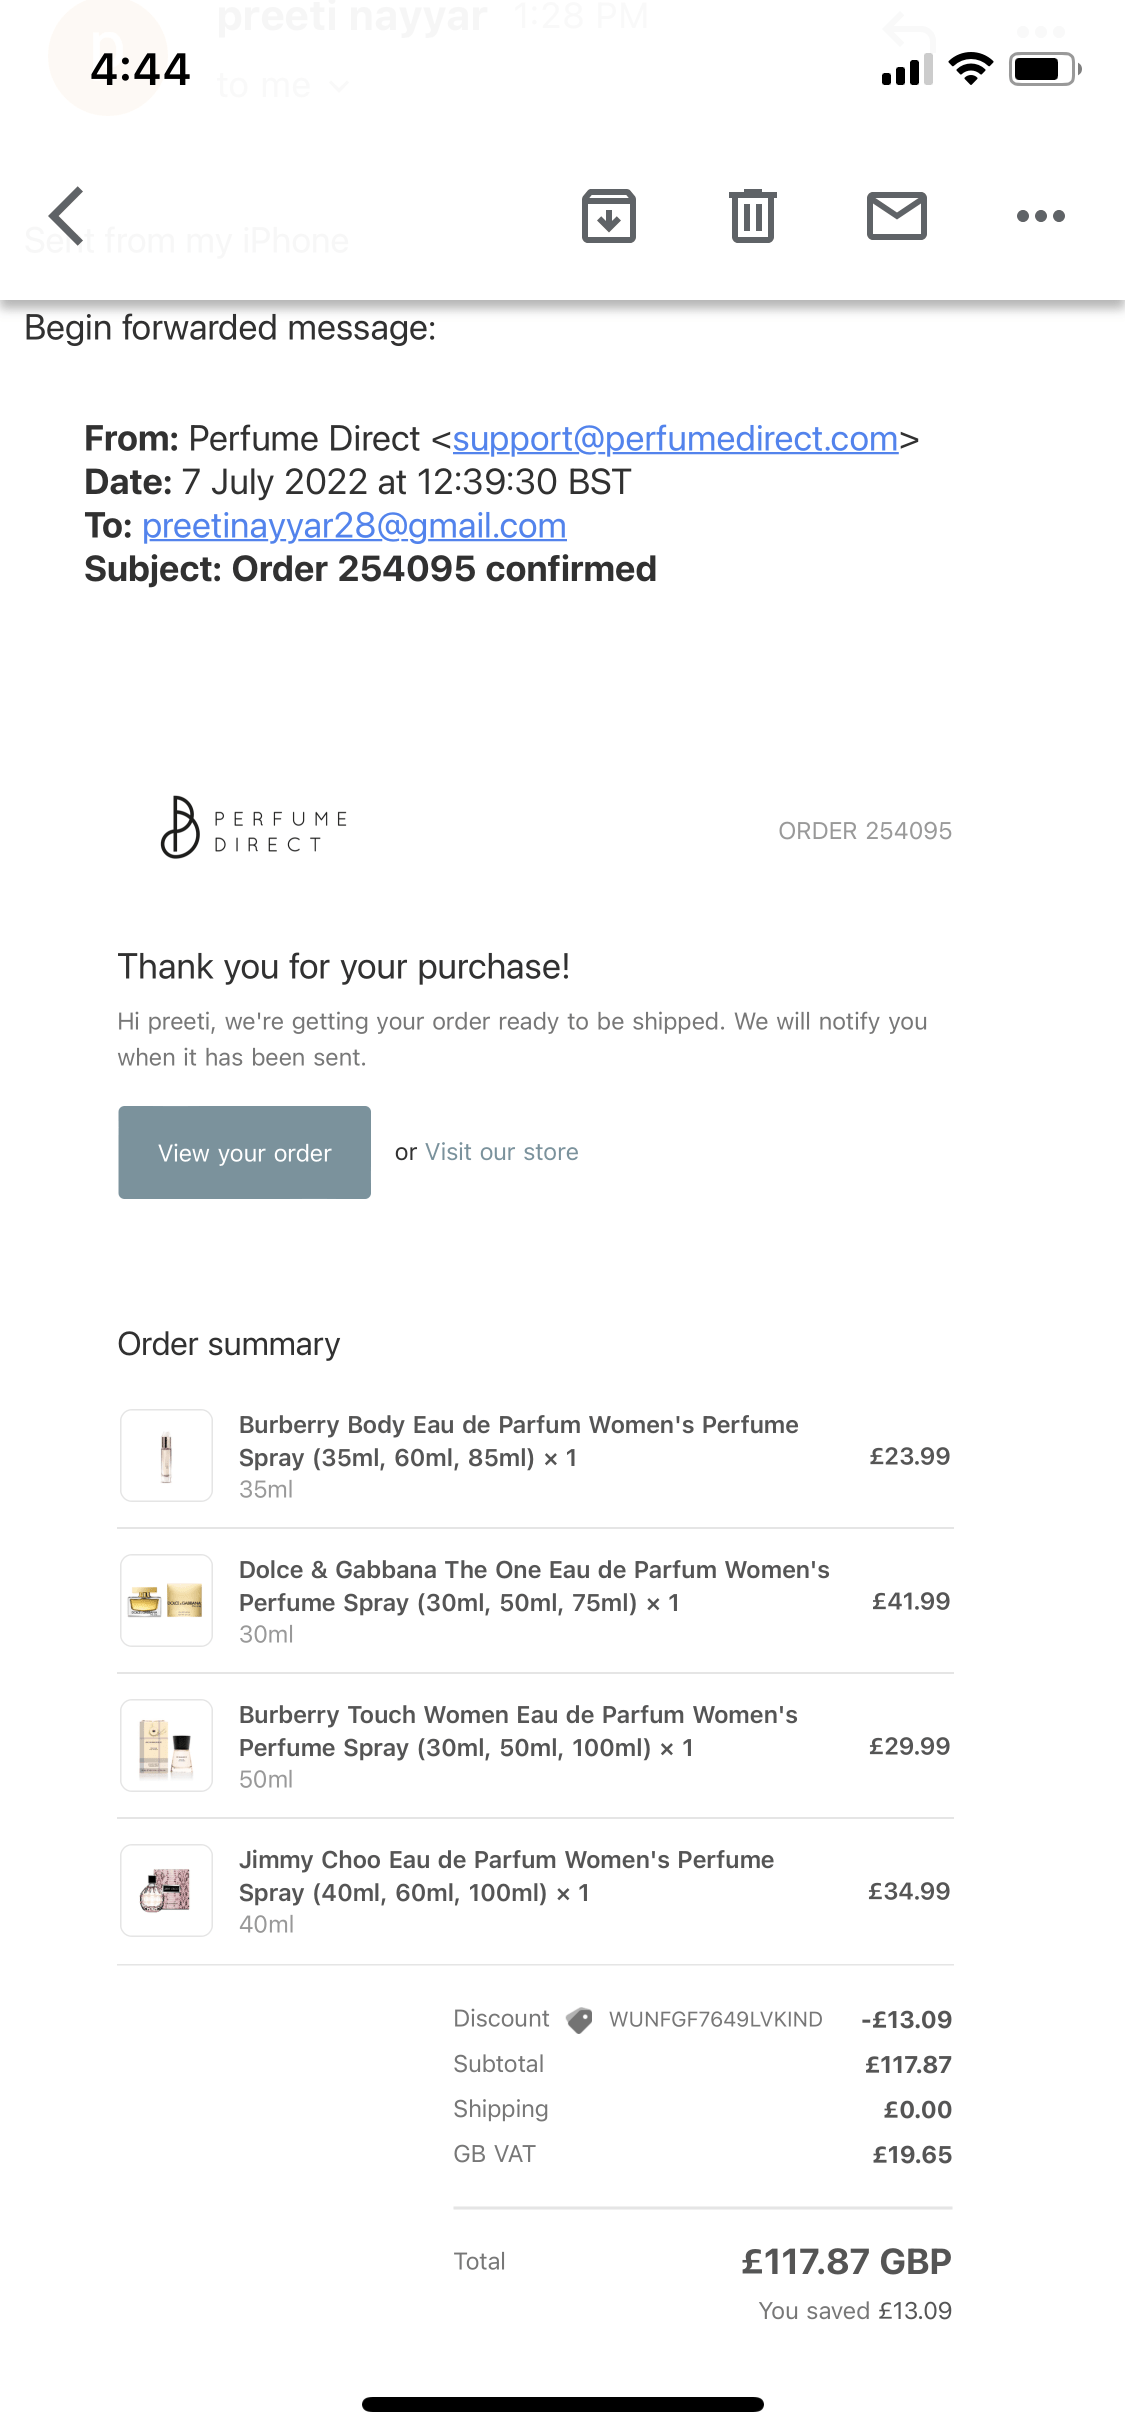 preeti nayyar 1:28 PM
4:44
to me
Sent from my iPhone
Begin forwarded message:
From: Perfume Direct <support@perfumedirect.com>
Date: 7 July 2022 at 12:39:30 BST
To: preetinayyar28@gmail.com
Subject: Order 254095 confirmed
PERFUME
DIRECT
ORDER 254095
Thank you for your purchase!
Hi preeti, we're getting your order ready to be shipped. We will notify you
when it has been sent.
View your order or Visit our store
Order summary
Burberry Body Eau de Parfum Women's Perfume
Spray (35ml, 60ml, 85ml) × 1
£23.99
35ml
Dolce & Gabbana The One Eau de Parfum Women's
Perfume Spray (30ml, 50ml, 75ml) × 1
£41.99
30ml
Burberry Touch Women Eau de Parfum Women's
Perfume Spray (30ml, 50ml, 100ml) × 1
£29.99
50ml
Jimmy Choo Eau de Parfum Women's Perfume
Spray (40ml, 60ml, 100ml) × 1
£34.99
40ml
Discount WUNFGF7649LVKIND -£13.09
Subtotal £117.87
Shipping £0.00
GB VAT £19.65
Total £117.87 GBP
You saved £13.09